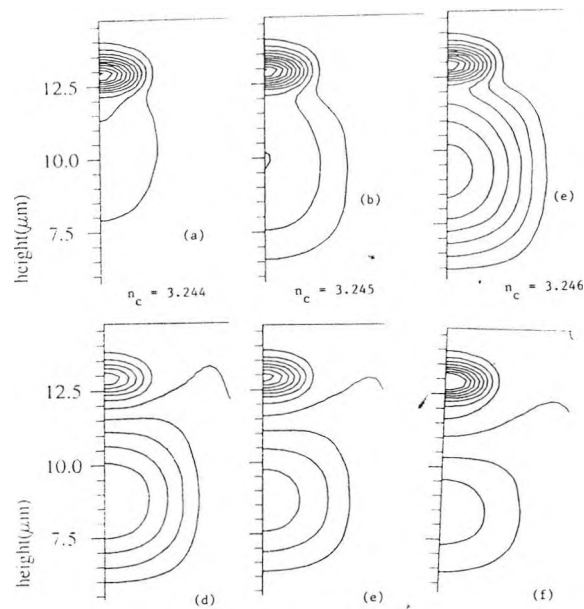 12.5
10.0
7.5
height(μm)
(a)
(b)
(e)
n_c = 3.244
n_c = 3.245
n_c = 3.246
12.5
10.0
7.5
height(μm)
(d)
(e)
(f)